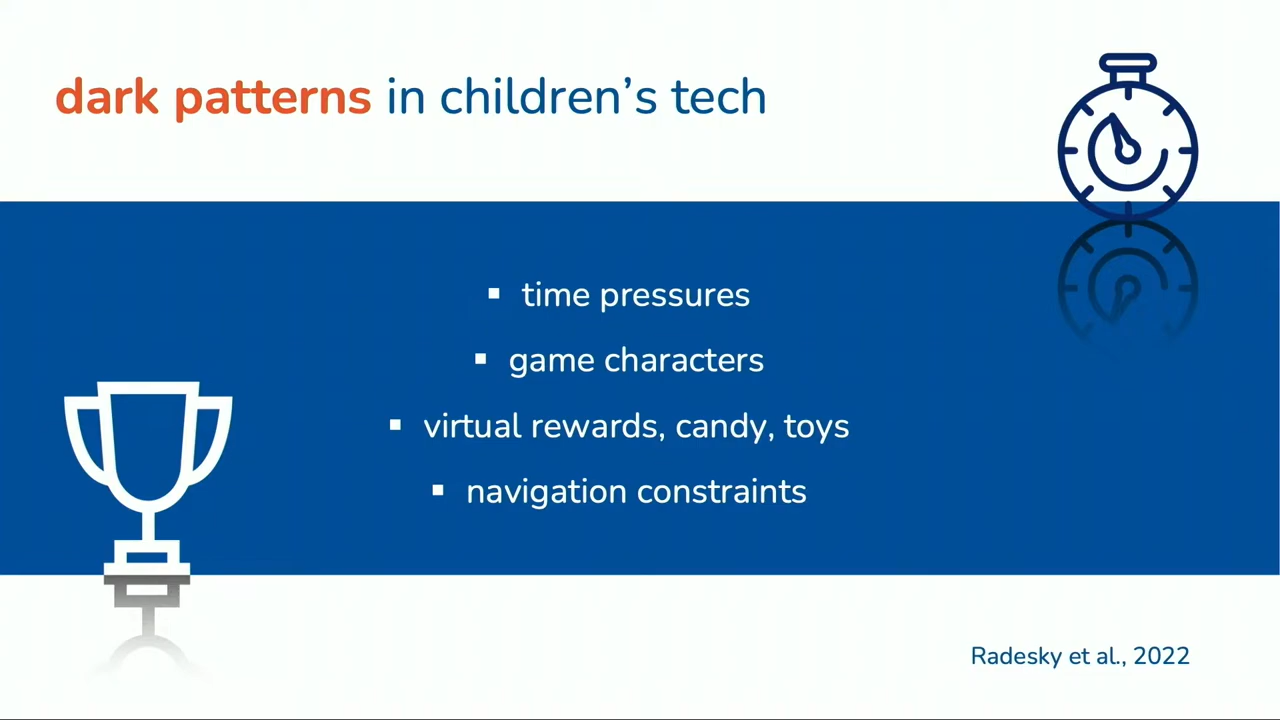 dark patterns in children’s tech
▪ time pressures
▪ game characters
▪ virtual rewards, candy, toys
▪ navigation constraints
Radesky et al., 2022